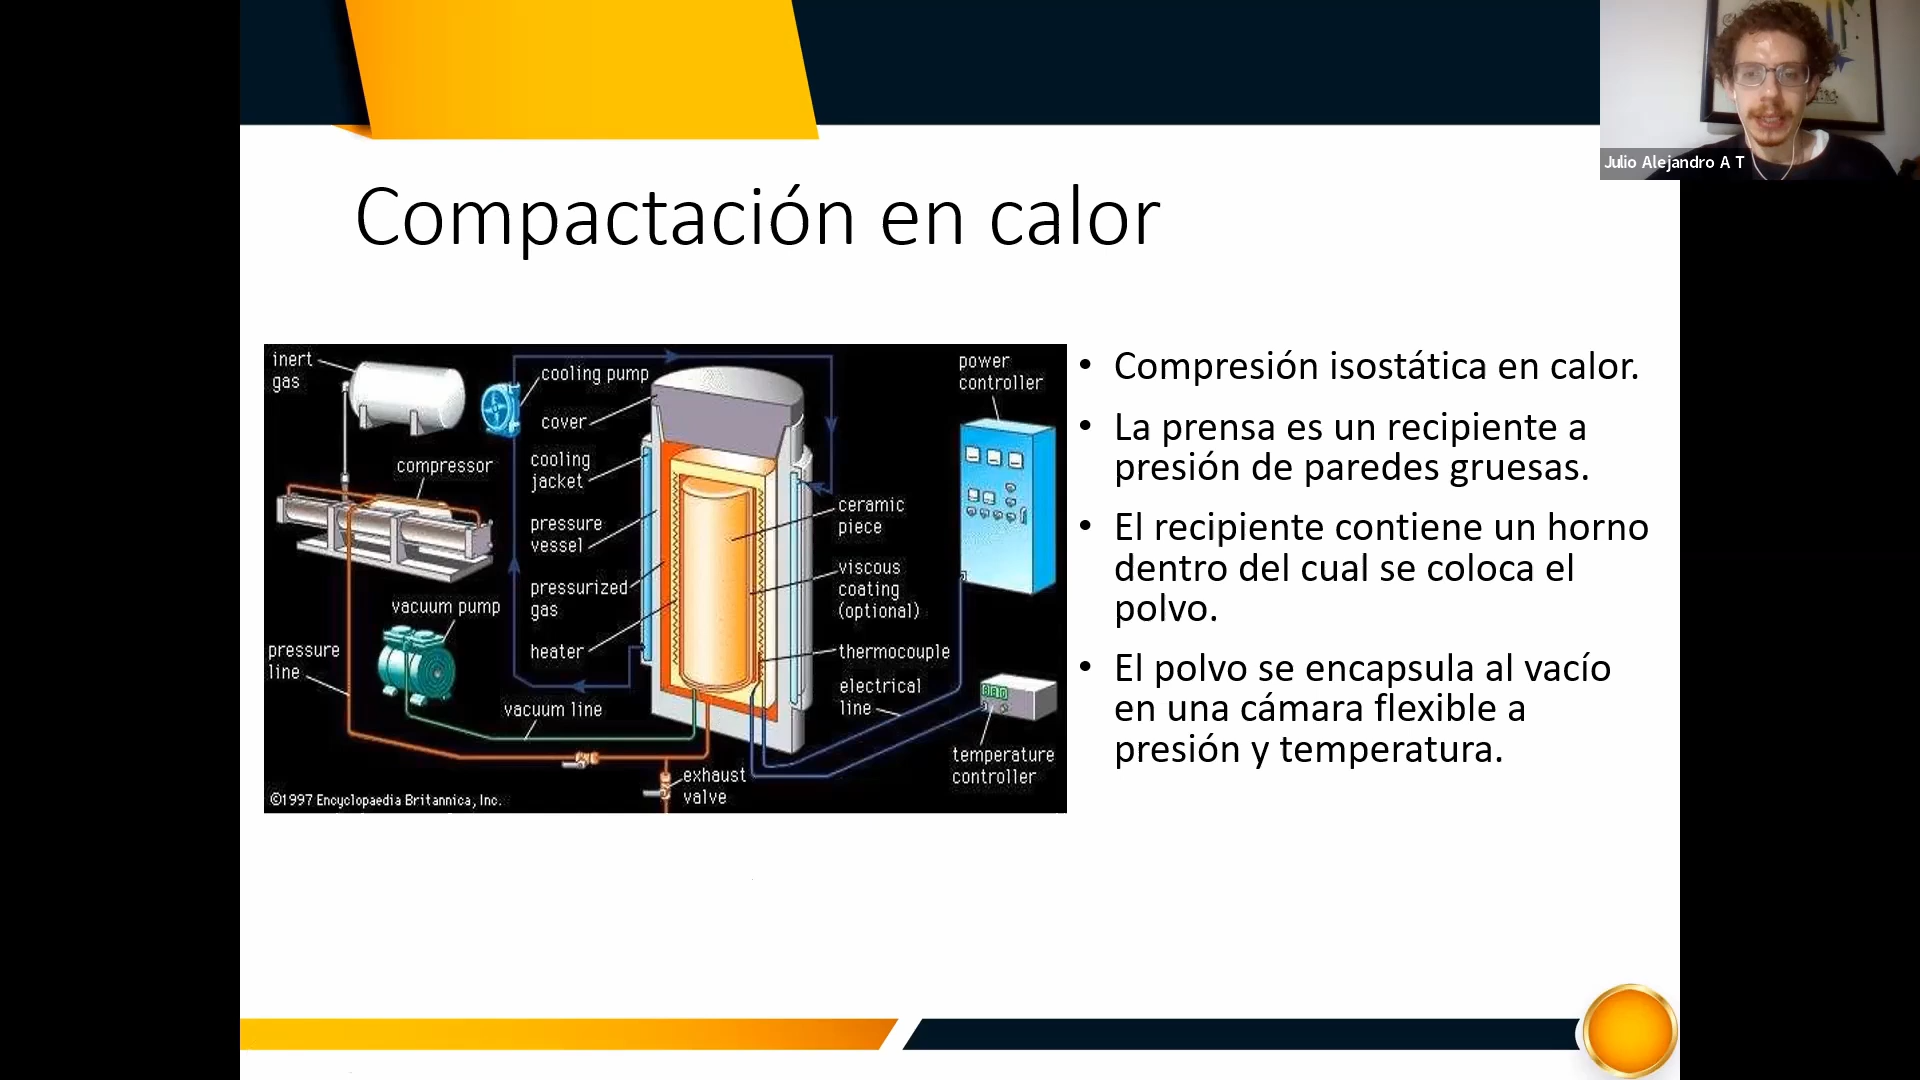 Julio Alejandro A T
Compactación en calor
inert
gas
cooling pump
cover
compressor
cooling
jacket
pressure
vessel
pressurized
gas
vacuum pump
heater
pressure
line
vacuum line
ceramic
piece
viscous
coating
(optional)
thermocouple
electrical
line
power
controller
temperature
controller
exhaust
valve
©1997 Encyclopaedia Britannica, Inc.
• Compresión isostática en calor.
• La prensa es un recipiente a
presión de paredes gruesas.
• El recipiente contiene un horno
dentro del cual se coloca el
polvo.
• El polvo se encapsula al vacío
en una cámara flexible a
presión y temperatura.